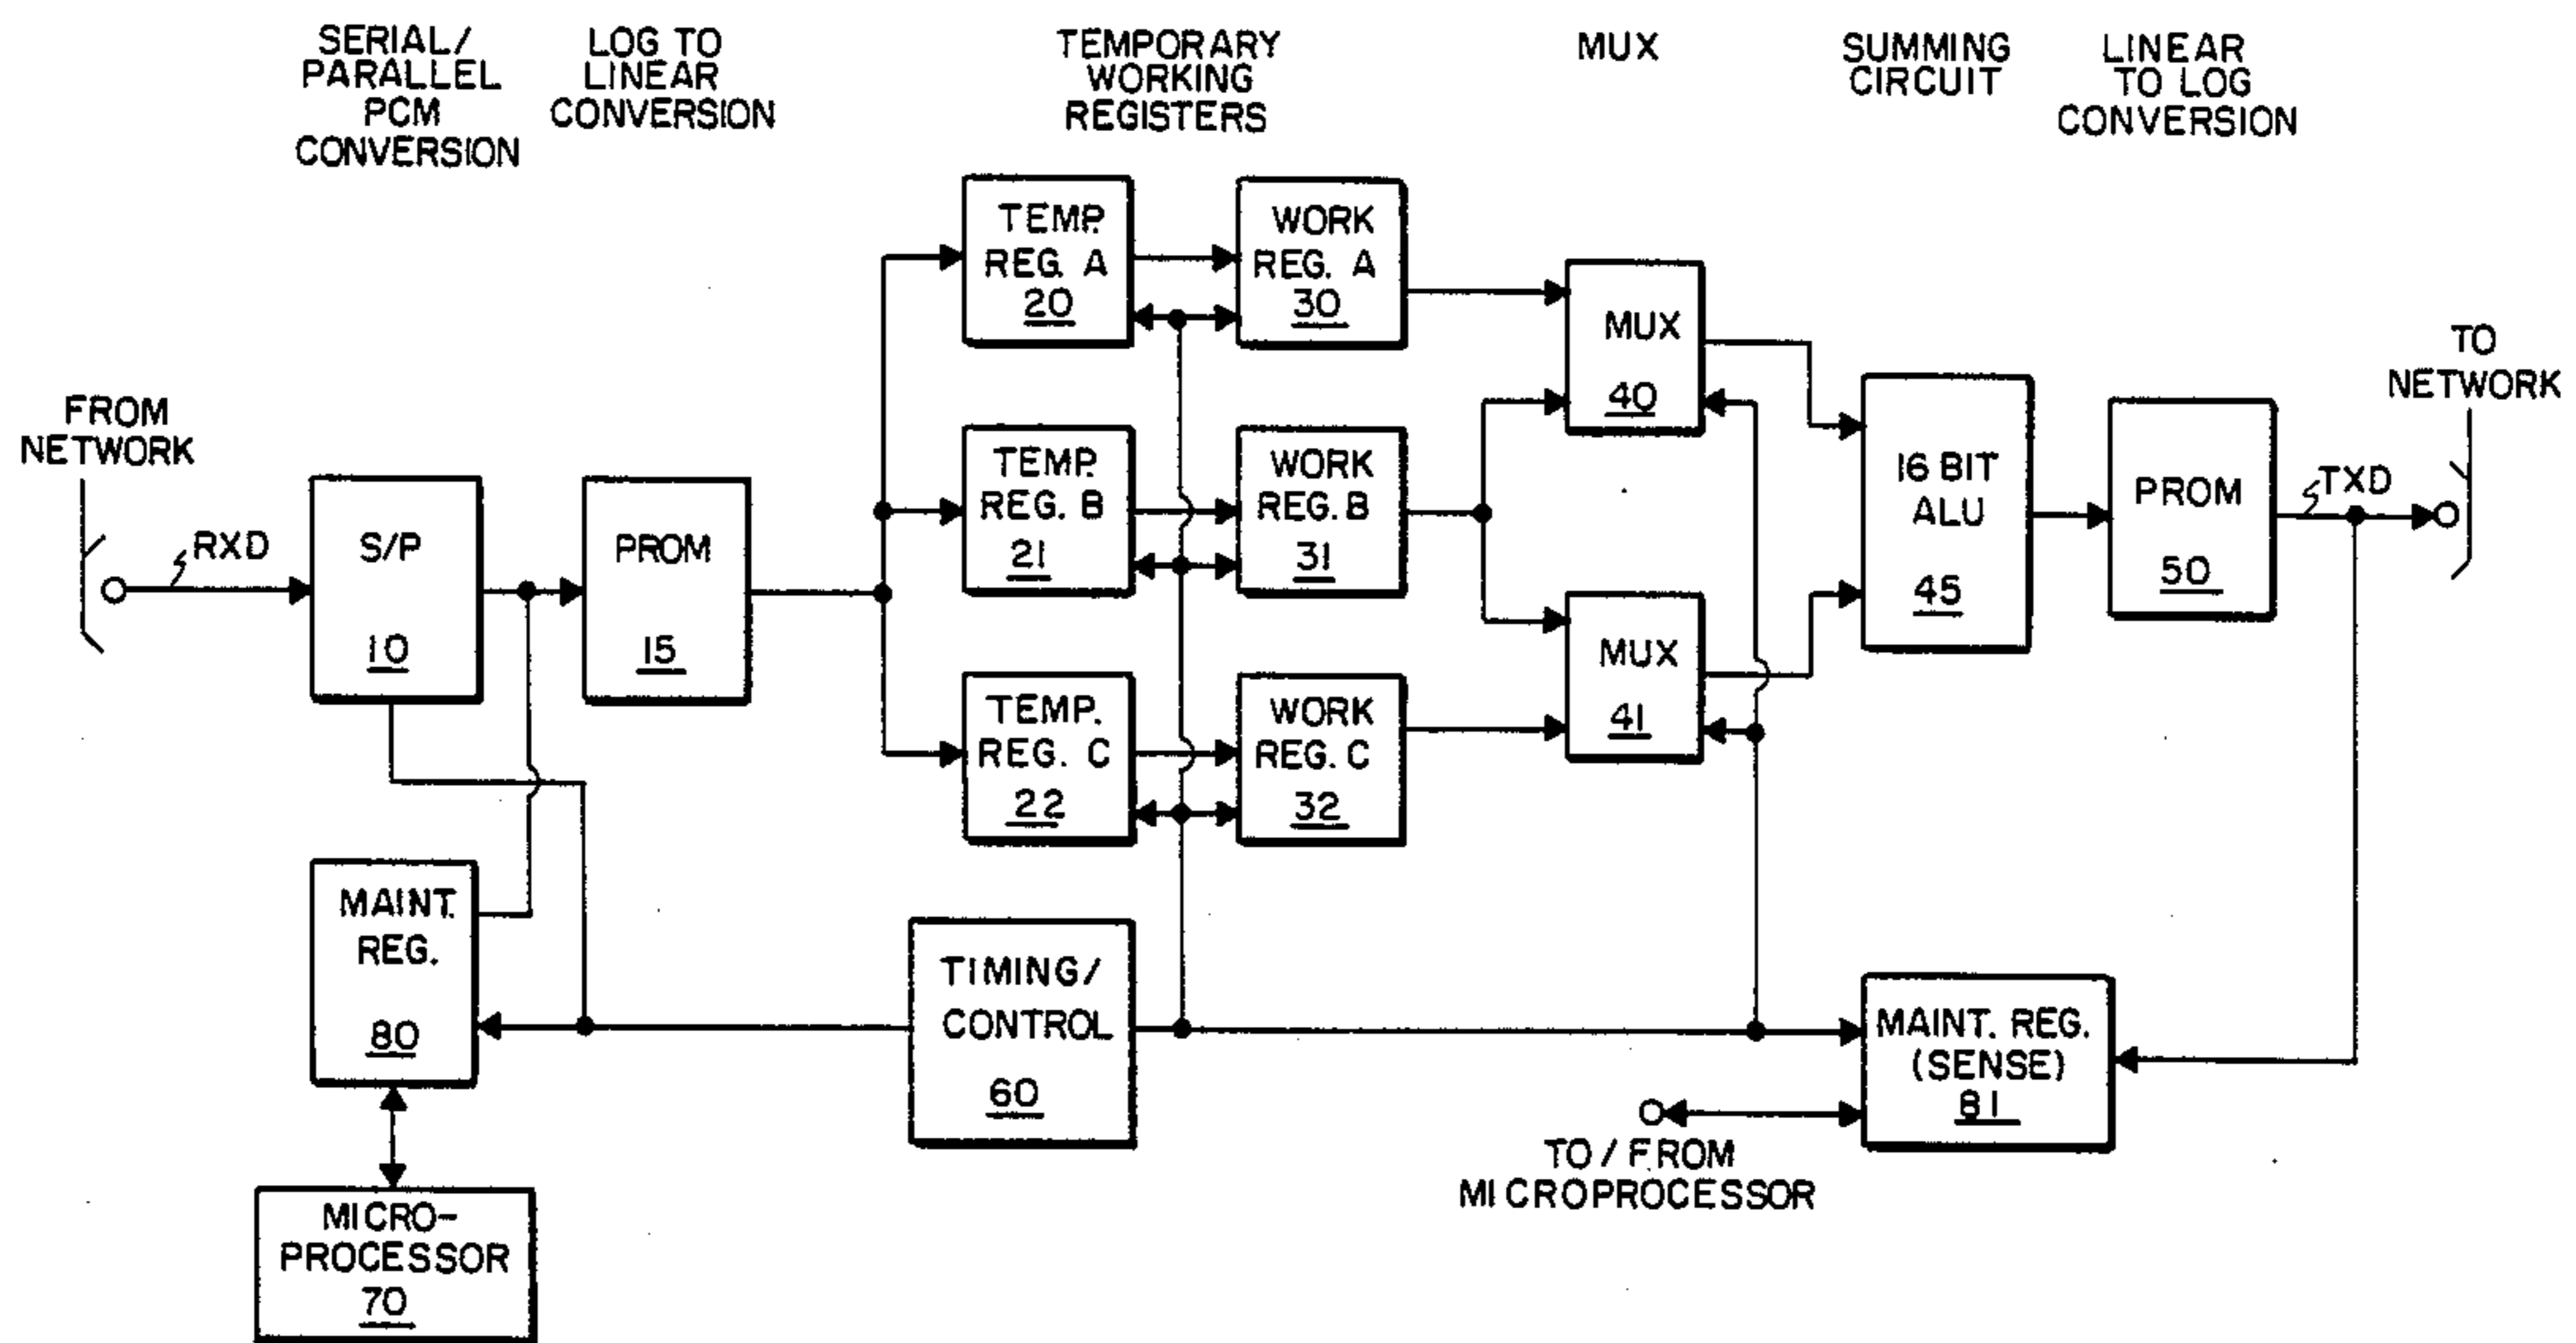 SERIAL/
PARALLEL
PCM
CONVERSION
LOG TO
LINEAR
CONVERSION
TEMPORARY
WORKING
REGISTERS
MUX
SUMMING
CIRCUIT
LINEAR
TO LOG
CONVERSION
FROM
NETWORK
RXD
S/P
10
PROM
15
TEMP.
REG. A
20
WORK
REG. A
30
TEMP.
REG. B
21
WORK
REG. B
31
TEMP.
REG. C
22
WORK
REG. C
32
MUX
40
MUX
41
16 BIT
ALU
45
PROM
50
TXD
TO
NETWORK
MAINT.
REG.
80
MICRO-
PROCESSOR
70
TIMING/
CONTROL
60
MAINT. REG.
(SENSE)
81
TO / FROM
MICROPROCESSOR